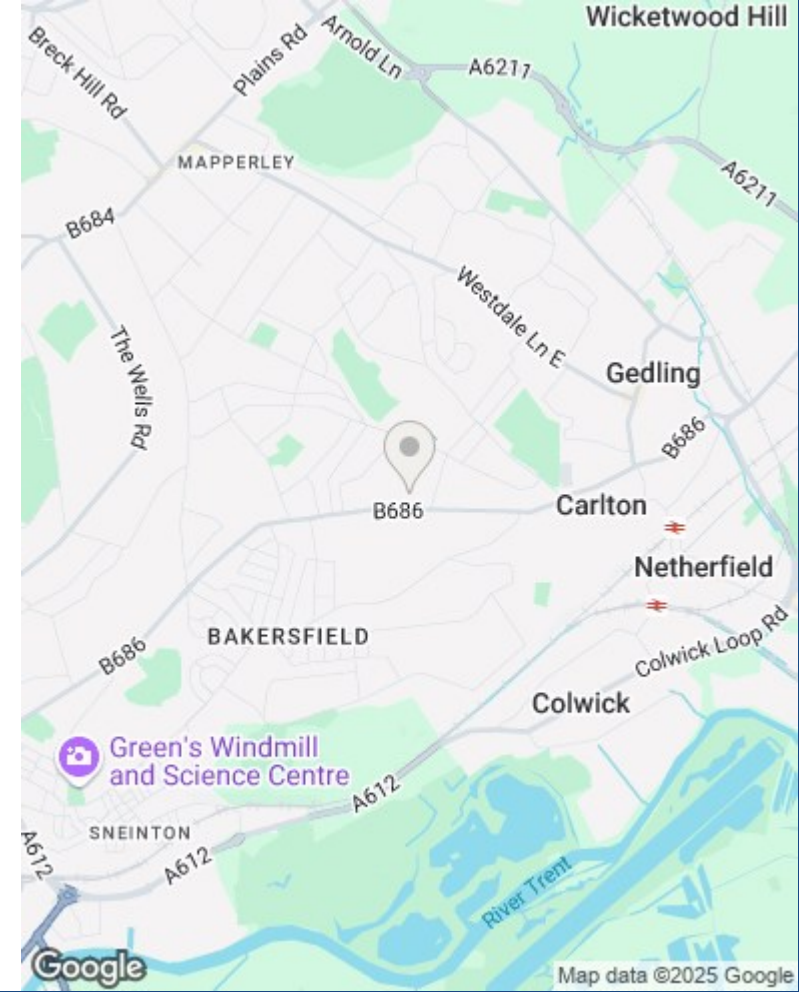 Wicketwood Hill
Breck Hill Rd
Plains Rd
Arnold Ln
A6211
MAPPERLEY
A6211
B684
Westdale Ln E
The Wells Rd
Gedling
B686
B686
Carlton
Netherfield
BAKERSFIELD
B686
Colwick Loop Rd
Colwick
Green's Windmill
and Science Centre
A612
SNEINTON
A612
A612
River Trent
Google
Map data ©2025 Google